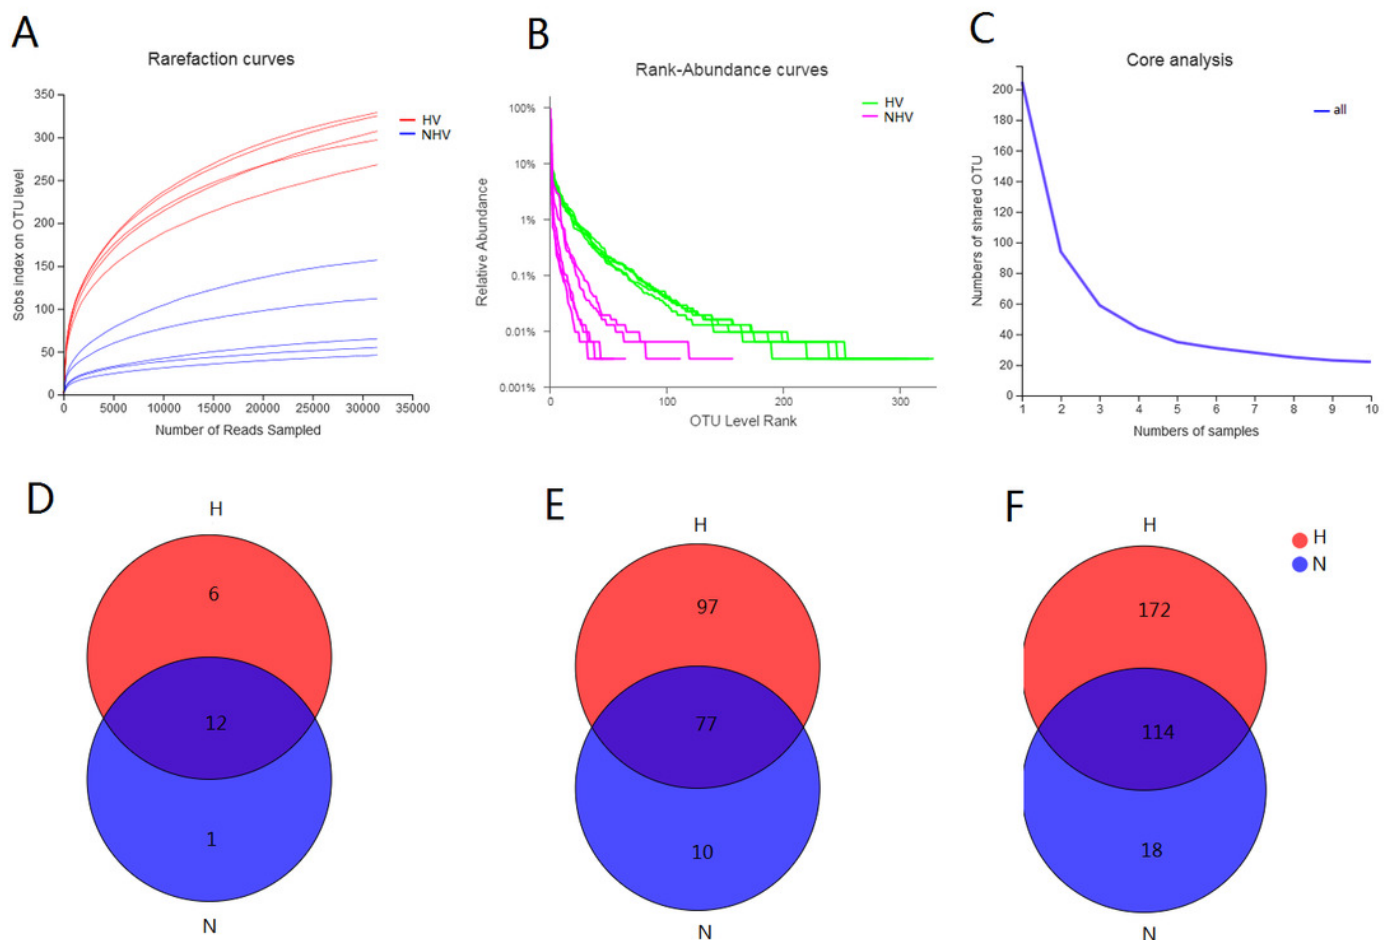 A
Rarefaction curves
350
300
250
200
150
100
50
0
Sobs index on OTU level
HV
NHV
0 5000 10000 15000 20000 25000 30000 35000
Number of Reads Sampled
B
Rank-Abundance curves
100%
10%
1%
0.1%
0.01%
0.001%
Relative Abundance
HV
NHV
0 100 200 300
OTU Level Rank
C
Core analysis
200
180
160
140
120
100
80
60
40
20
0
Numbers of shared OTU
all
1 2 3 4 5 6 7 8 9 10
Numbers of samples
D
H
6
12
1
N
E
H
97
77
10
N
F
H
172
114
18
N
H
N